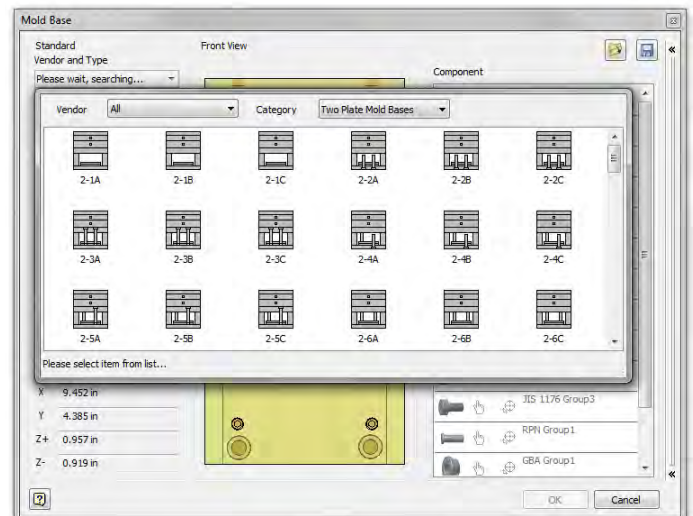 Mold Base
Standard
Vendor and Type
Front View
Please wait, searching...
Component
Vendor All Category Two Plate Mold Bases
2-1A 2-1B 2-1C 2-2A 2-2B 2-2C
2-3A 2-3B 2-3C 2-4A 2-4B 2-4C
2-5A 2-5B 2-5C 2-6A 2-6B 2-6C
Please select item from list...
X 9.452 in
Y 4.385 in
Z+ 0.957 in
Z- 0.919 in
JIS 1176 Group3
RPN Group1
GBA Group1
OK Cancel